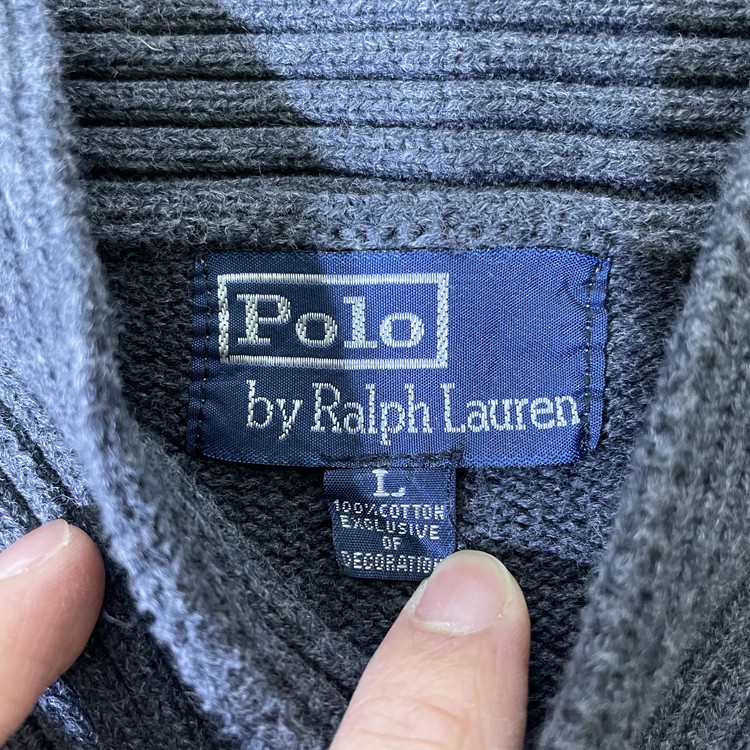 Polo
by Ralph Lauren
L
100% COTTON
EXCLUSIVE
OF
DECORATION